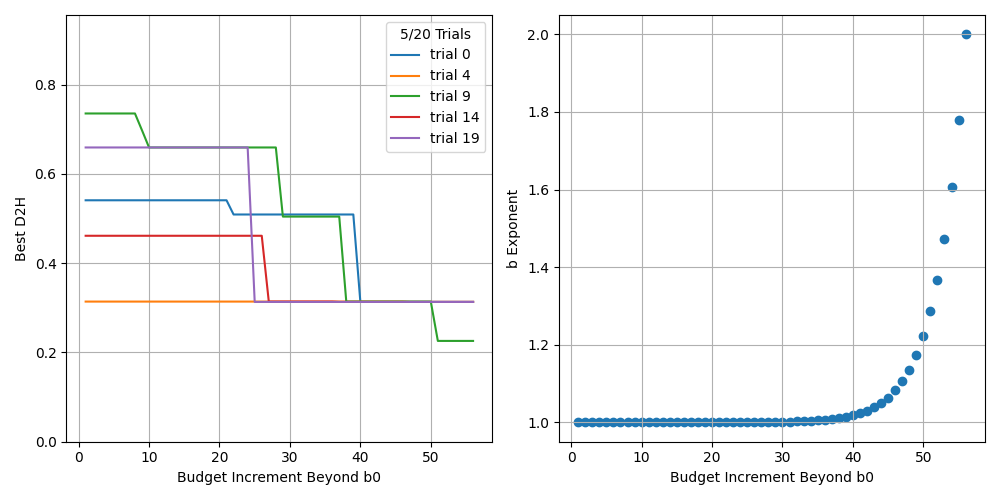 5/20 Trials
trial 0
trial 4
trial 9
trial 14
trial 19
Best D2H
0.8
0.6
0.4
0.2
0.0
0 10 20 30 40 50
Budget Increment Beyond b0
b Exponent
2.0
1.8
1.6
1.4
1.2
1.0
0 10 20 30 40 50
Budget Increment Beyond b0